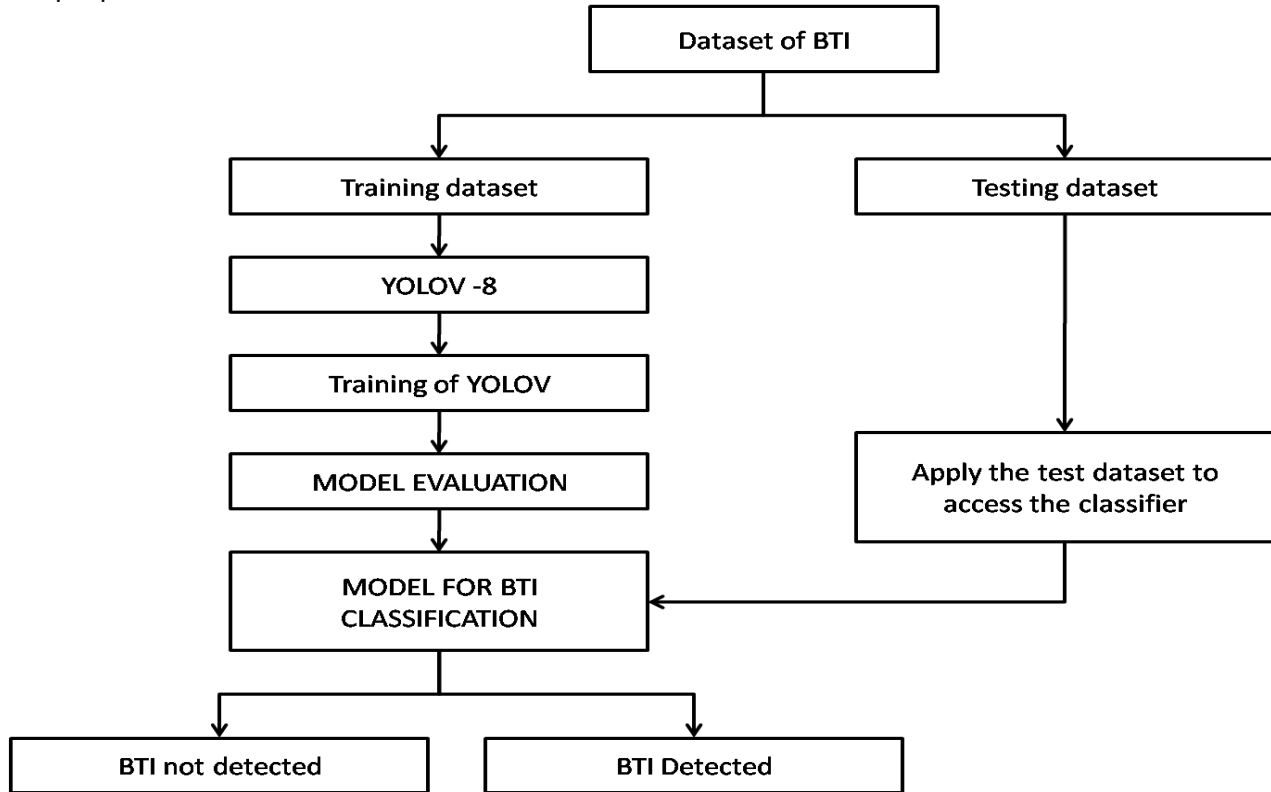 Dataset of BTI
Training dataset
Testing dataset
YOLOV -8
Training of YOLOV
MODEL EVALUATION
Apply the test dataset to
access the classifier
MODEL FOR BTI
CLASSIFICATION
BTI not detected
BTI Detected